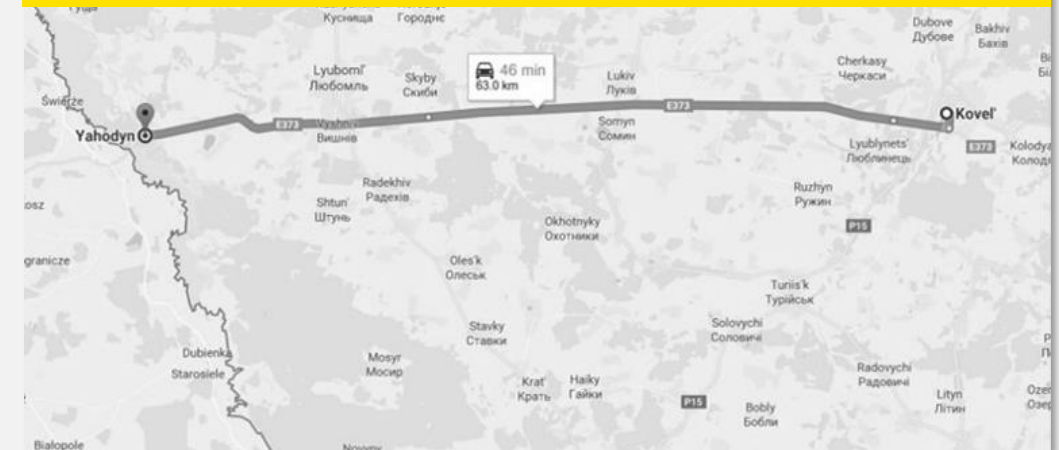 Куснища
Городнє
Dubove
Дубове
Bakhiv
Бахів
Lyuboml'
Любомль
Skyby
Скиби
46 min
63.0 km
Lukiv
Луків
Cherkasy
Черкаси
Świerże
E373
Kovel'
Yahodyn
E373
Vyshniv
Вишнів
Somyn
Сомин
Lyublynets'
Люблинець
E373
Radekhiv
Радехів
Shtun'
Штунь
Ruzhyn
Ружин
Okhotnyky
Охотники
P15
Oles'k
Олеськ
Turiis'k
Турійськ
Solovychi
Соловичі
Stavky
Ставки
Dubienka
Starosiele
Mosyr
Мосир
Krat'
Крать
Haiky
Гайки
Radovychi
Радовичі
P15
Bobly
Бобли
Lityn
Літин
Białopole